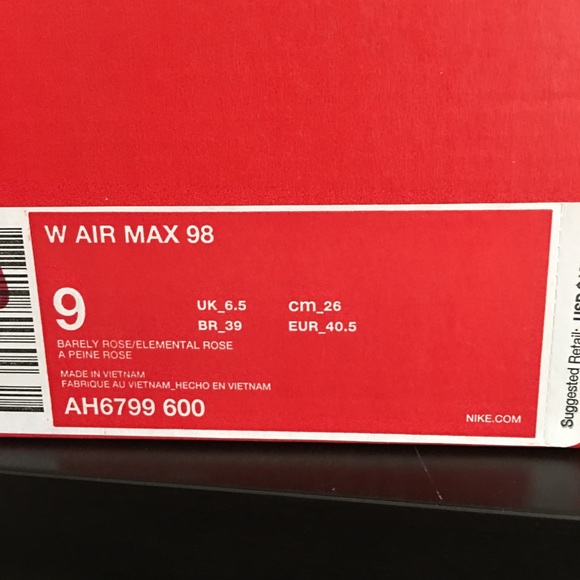 W AIR MAX 98
9
UK_6.5 cm_26
BR_39 EUR_40.5
BARELY ROSE/ELEMENTAL ROSE
A PEINE ROSE
MADE IN VIETNAM
FABRIQUE AU VIETNAM_HECHO EN VIETNAM
AH6799 600
NIKE.COM
Suggested Retail: USD